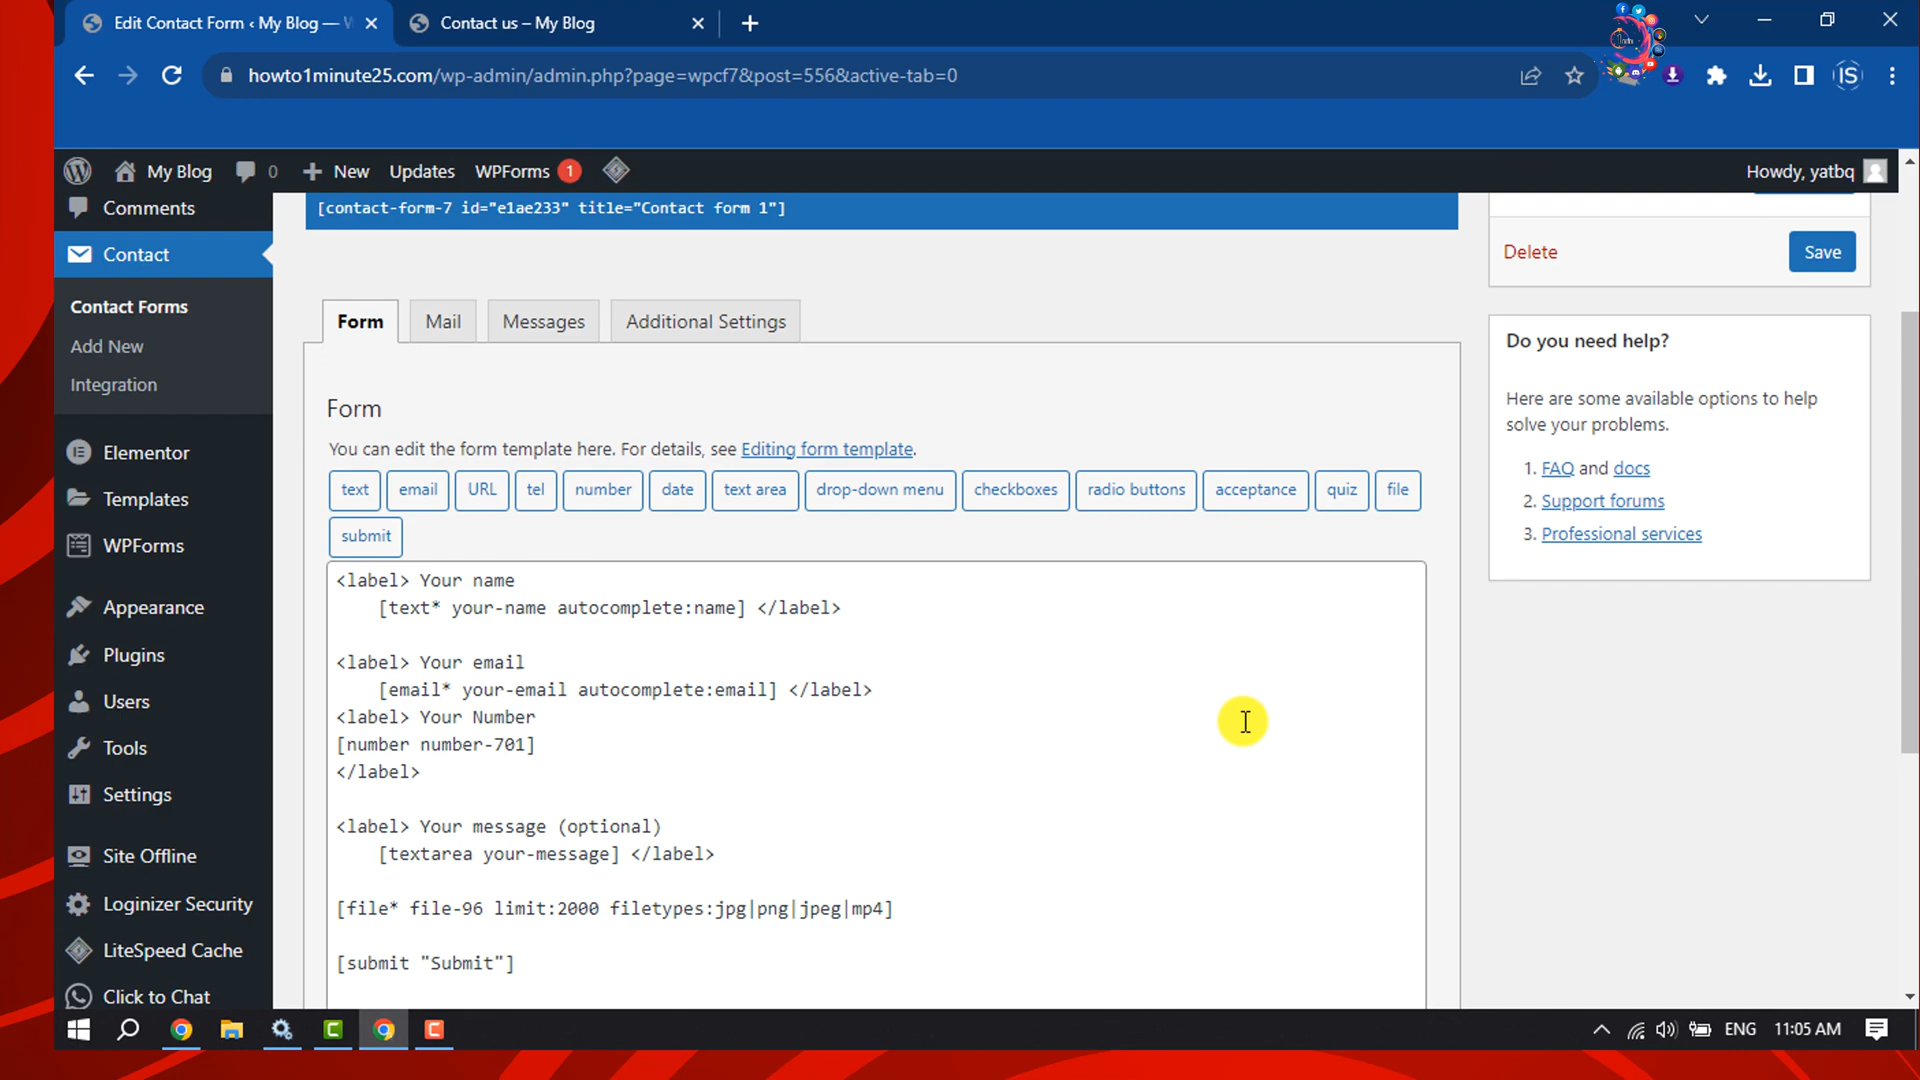 Edit Contact Form ‹ My Blog — W
Contact us – My Blog
howto1minute25.com/wp-admin/admin.php?page=wpcf7&post=556&active-tab=0
IS
My Blog
0
New
Updates
WPForms
1
Howdy, yatbq
Comments
Contact
Contact Forms
Add New
Integration
Elementor
Templates
WPForms
Appearance
Plugins
Users
Tools
Settings
Site Offline
Loginizer Security
LiteSpeed Cache
Click to Chat
[contact-form-7 id="e1ae233" title="Contact form 1"]
Form
Mail
Messages
Additional Settings
Form
You can edit the form template here. For details, see Editing form template.
text
email
URL
tel
number
date
text area
drop-down menu
checkboxes
radio buttons
acceptance
quiz
file
submit
<label> Your name
[text* your-name autocomplete:name] </label>
<label> Your email
[email* your-email autocomplete:email] </label>
<label> Your Number
[number number-701]
</label>
<label> Your message (optional)
[textarea your-message] </label>
[file* file-96 limit:2000 filetypes:jpg|png|jpeg|mp4]
[submit "Submit"]
Delete
Save
Do you need help?
Here are some available options to help
solve your problems.
1. FAQ and docs
2. Support forums
3. Professional services
ENG
11:05 AM